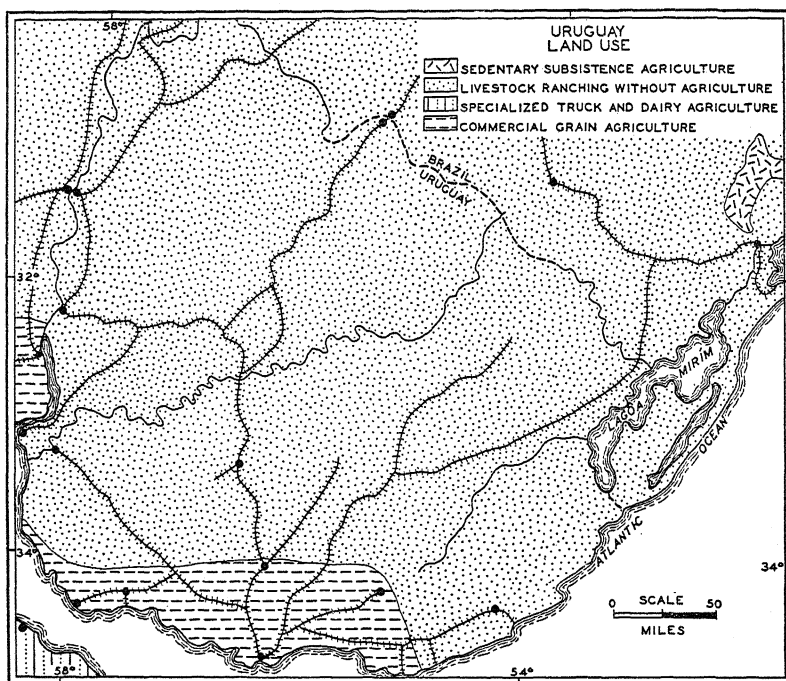 58°
URUGUAY
LAND USE
SEDENTARY SUBSISTENCE AGRICULTURE
LIVESTOCK RANCHING WITHOUT AGRICULTURE
SPECIALIZED TRUCK AND DAIRY AGRICULTURE
COMMERCIAL GRAIN AGRICULTURE
BRAZIL
URUGUAY
32°
LAGÔA MIRIM
ATLANTIC OCEAN
34°
34°
0 SCALE 50
MILES
58°
54°